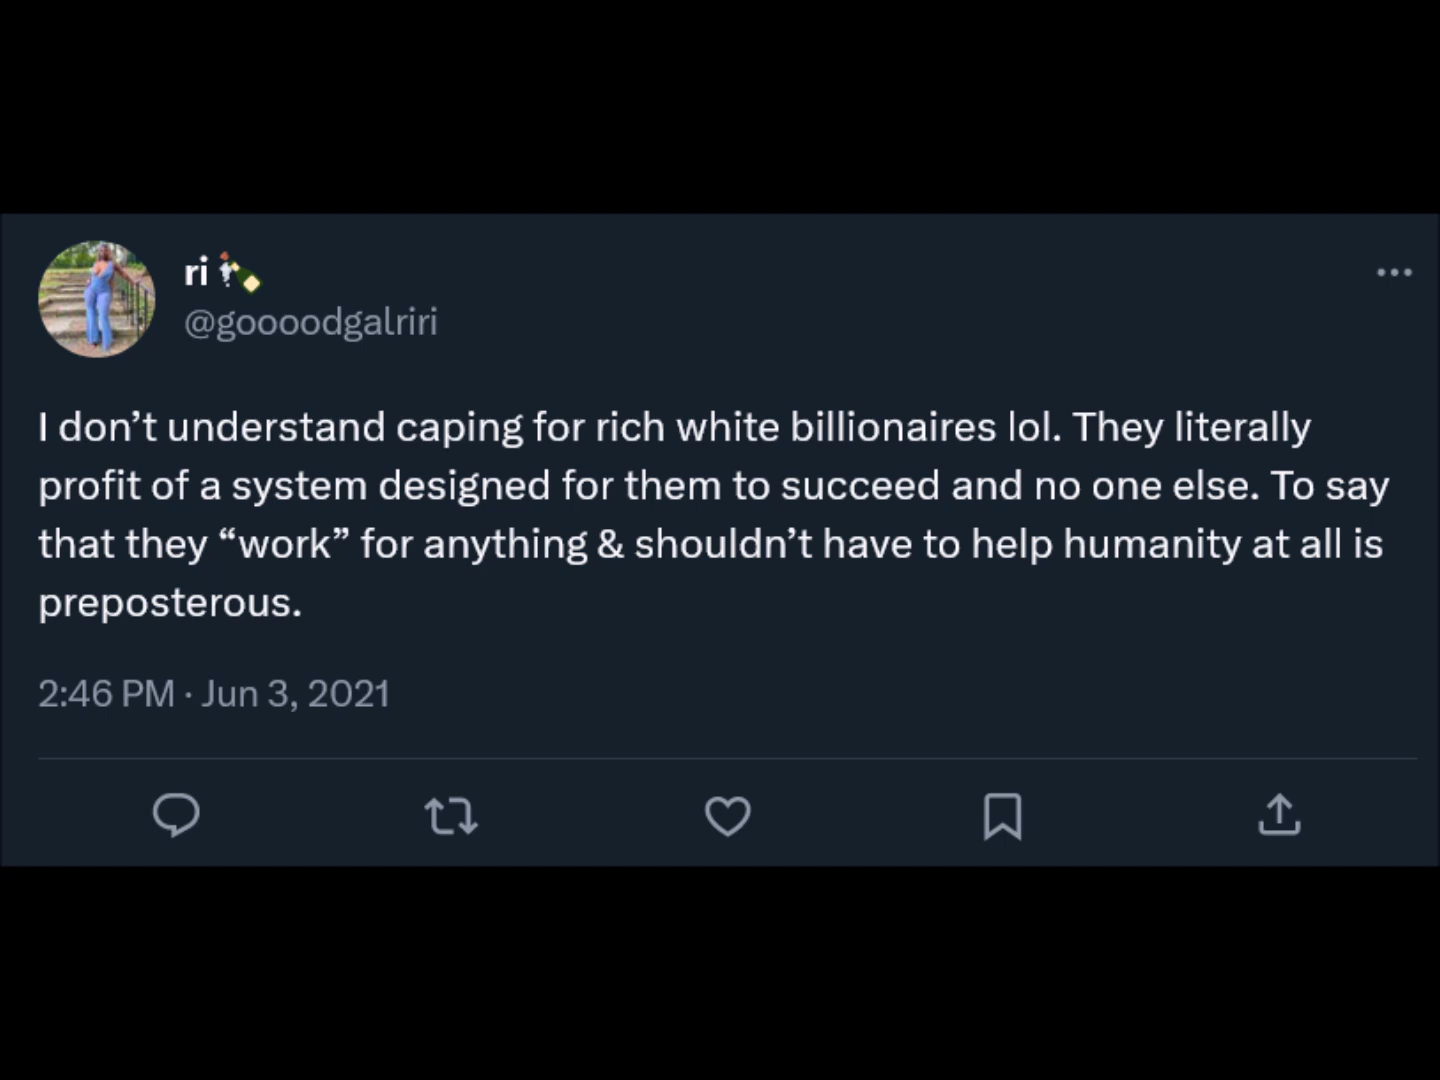 ri
@goooodgalriri
I don’t understand caping for rich white billionaires lol. They literally
profit of a system designed for them to succeed and no one else. To say
that they “work” for anything & shouldn’t have to help humanity at all is
preposterous.
2:46 PM · Jun 3, 2021